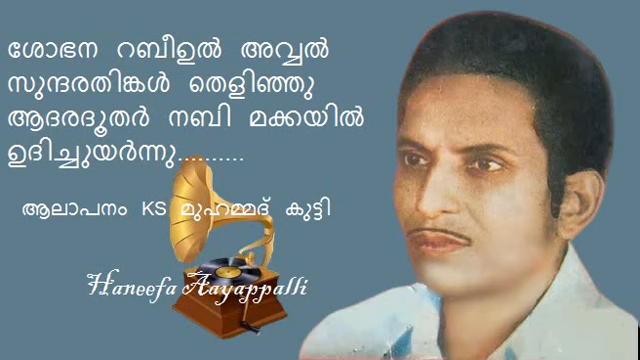 ശോഭന റബീഉൽ അവ്വൽ
സുന്ദരതിങ്കൾ തെളിഞ്ഞു
ആദരദൂതർ നബി മക്കയിൽ
ഉദിച്ചുയർന്നു..........
ആലാപനം KS മുഹമ്മദ് കുട്ടി
Haneefa Aayappalli